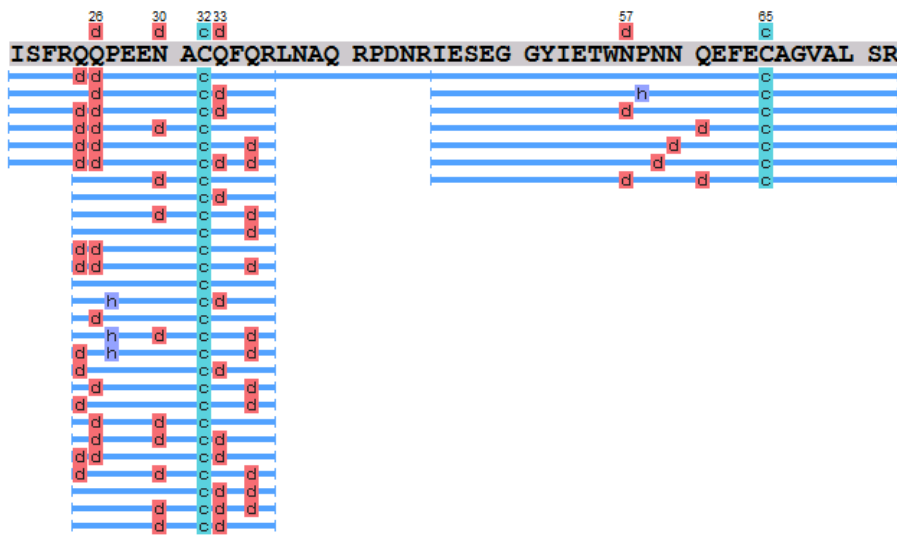 26 30 32 33 57 65
d d c d d c
ISFRQQPEEN ACQFQRLNAQ RPDNRIESEG GYIETWNPNN QEFECAGVAL SR
d d c c
d c d h c
d d c d d c
d d d c d c
d d c d d c
d d c d d d c
d c d d c
c d
d c d
c d
d d c
d d c d
c
h c d
d c
h d c d
d h c d
d c d
d c d
d c d
d d c
d d c d
d d c d
d d c d
c d d
d c d d
d c d